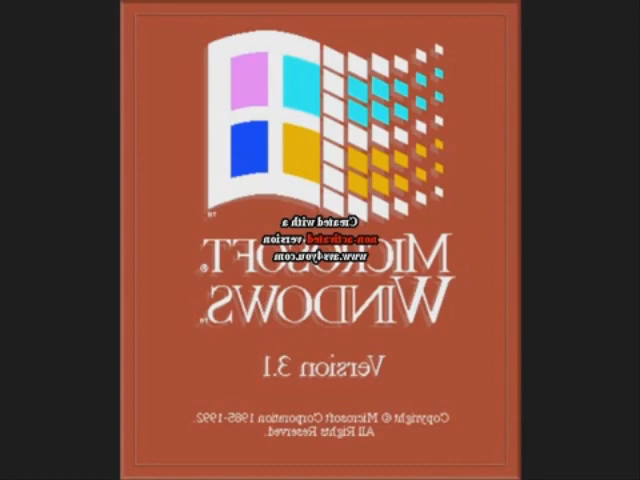 Created with a
non-activated version
www.avs4you.com
MICROSOFT®
WINDOWS™
Version 3.1
Copyright © Microsoft Corporation 1985-1992.
All Rights Reserved.